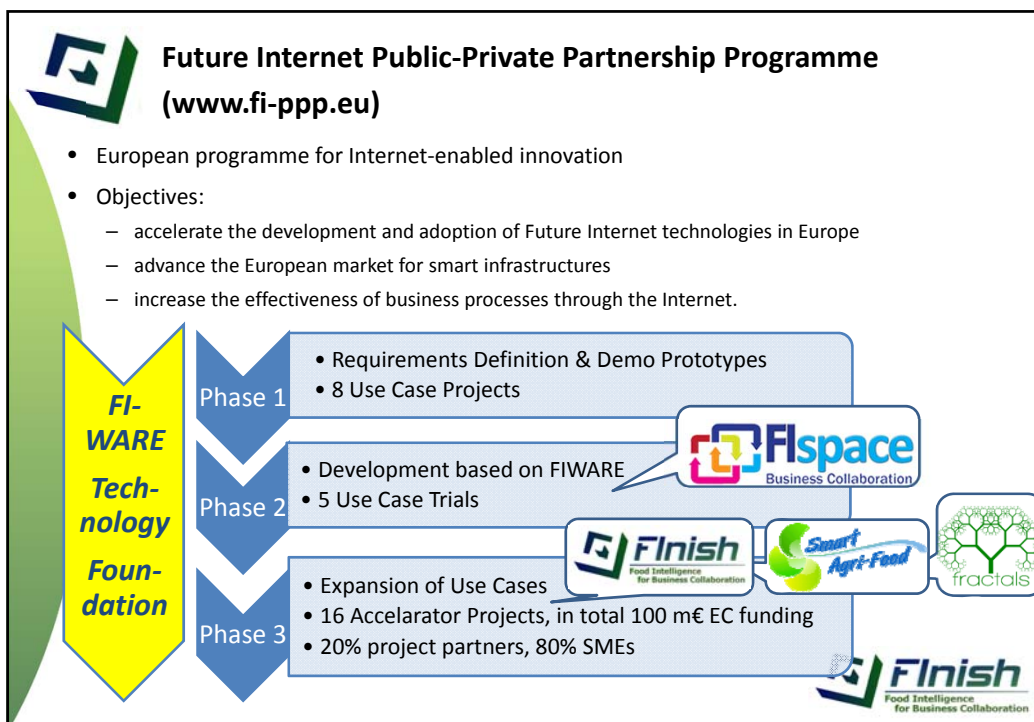 Future Internet Public-Private Partnership Programme
(www.fi-ppp.eu)
• European programme for Internet-enabled innovation
• Objectives:
– accelerate the development and adoption of Future Internet technologies in Europe
– advance the European market for smart infrastructures
– increase the effectiveness of business processes through the Internet.
FI-
WARE
Tech-
nology
Foun-
dation
Phase 1
• Requirements Definition & Demo Prototypes
• 8 Use Case Projects
Phase 2
• Development based on FIWARE
• 5 Use Case Trials
FIspace
Business Collaboration
Phase 3
• Expansion of Use Cases
• 16 Accelarator Projects, in total 100 m€ EC funding
• 20% project partners, 80% SMEs
FInish
Food Intelligence
for Business Collaboration
Smart
Agri-Food
fractals
FInish
Food Intelligence
for Business Collaboration